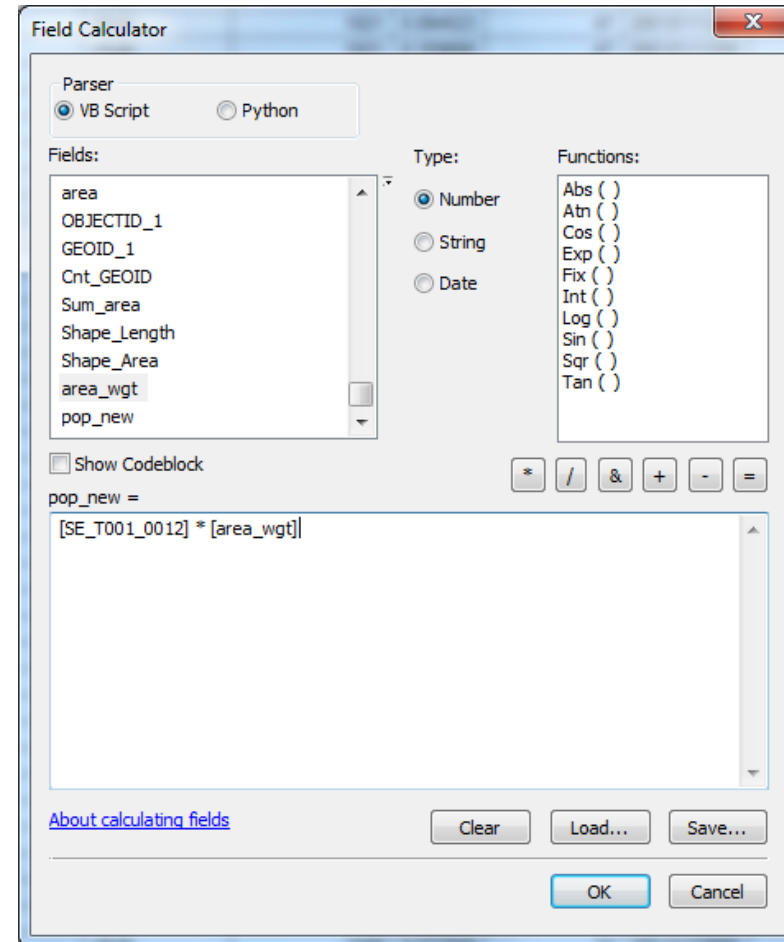 Field Calculator
Parser
VB Script Python
Fields:
area
OBJECTID_1
GEOID_1
Cnt_GEOID
Sum_area
Shape_Length
Shape_Area
area_wgt
pop_new
Type:
Number
String
Date
Functions:
Abs ( )
Atn ( )
Cos ( )
Exp ( )
Fix ( )
Int ( )
Log ( )
Sin ( )
Sqr ( )
Tan ( )
Show Codeblock
* / & + - =
pop_new =
[SE_T001_0012] * [area_wgt]
About calculating fields
Clear Load... Save...
OK Cancel